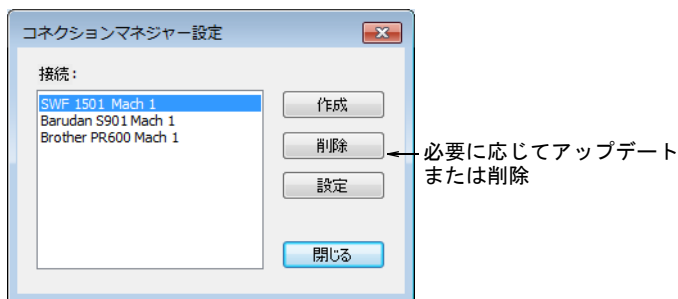 コネクションマネジャー設定
接続:
SWF 1501 Mach 1
Barudan S901 Mach 1
Brother PR600 Mach 1
作成
削除
設定
閉じる
必要に応じてアップデート
または削除